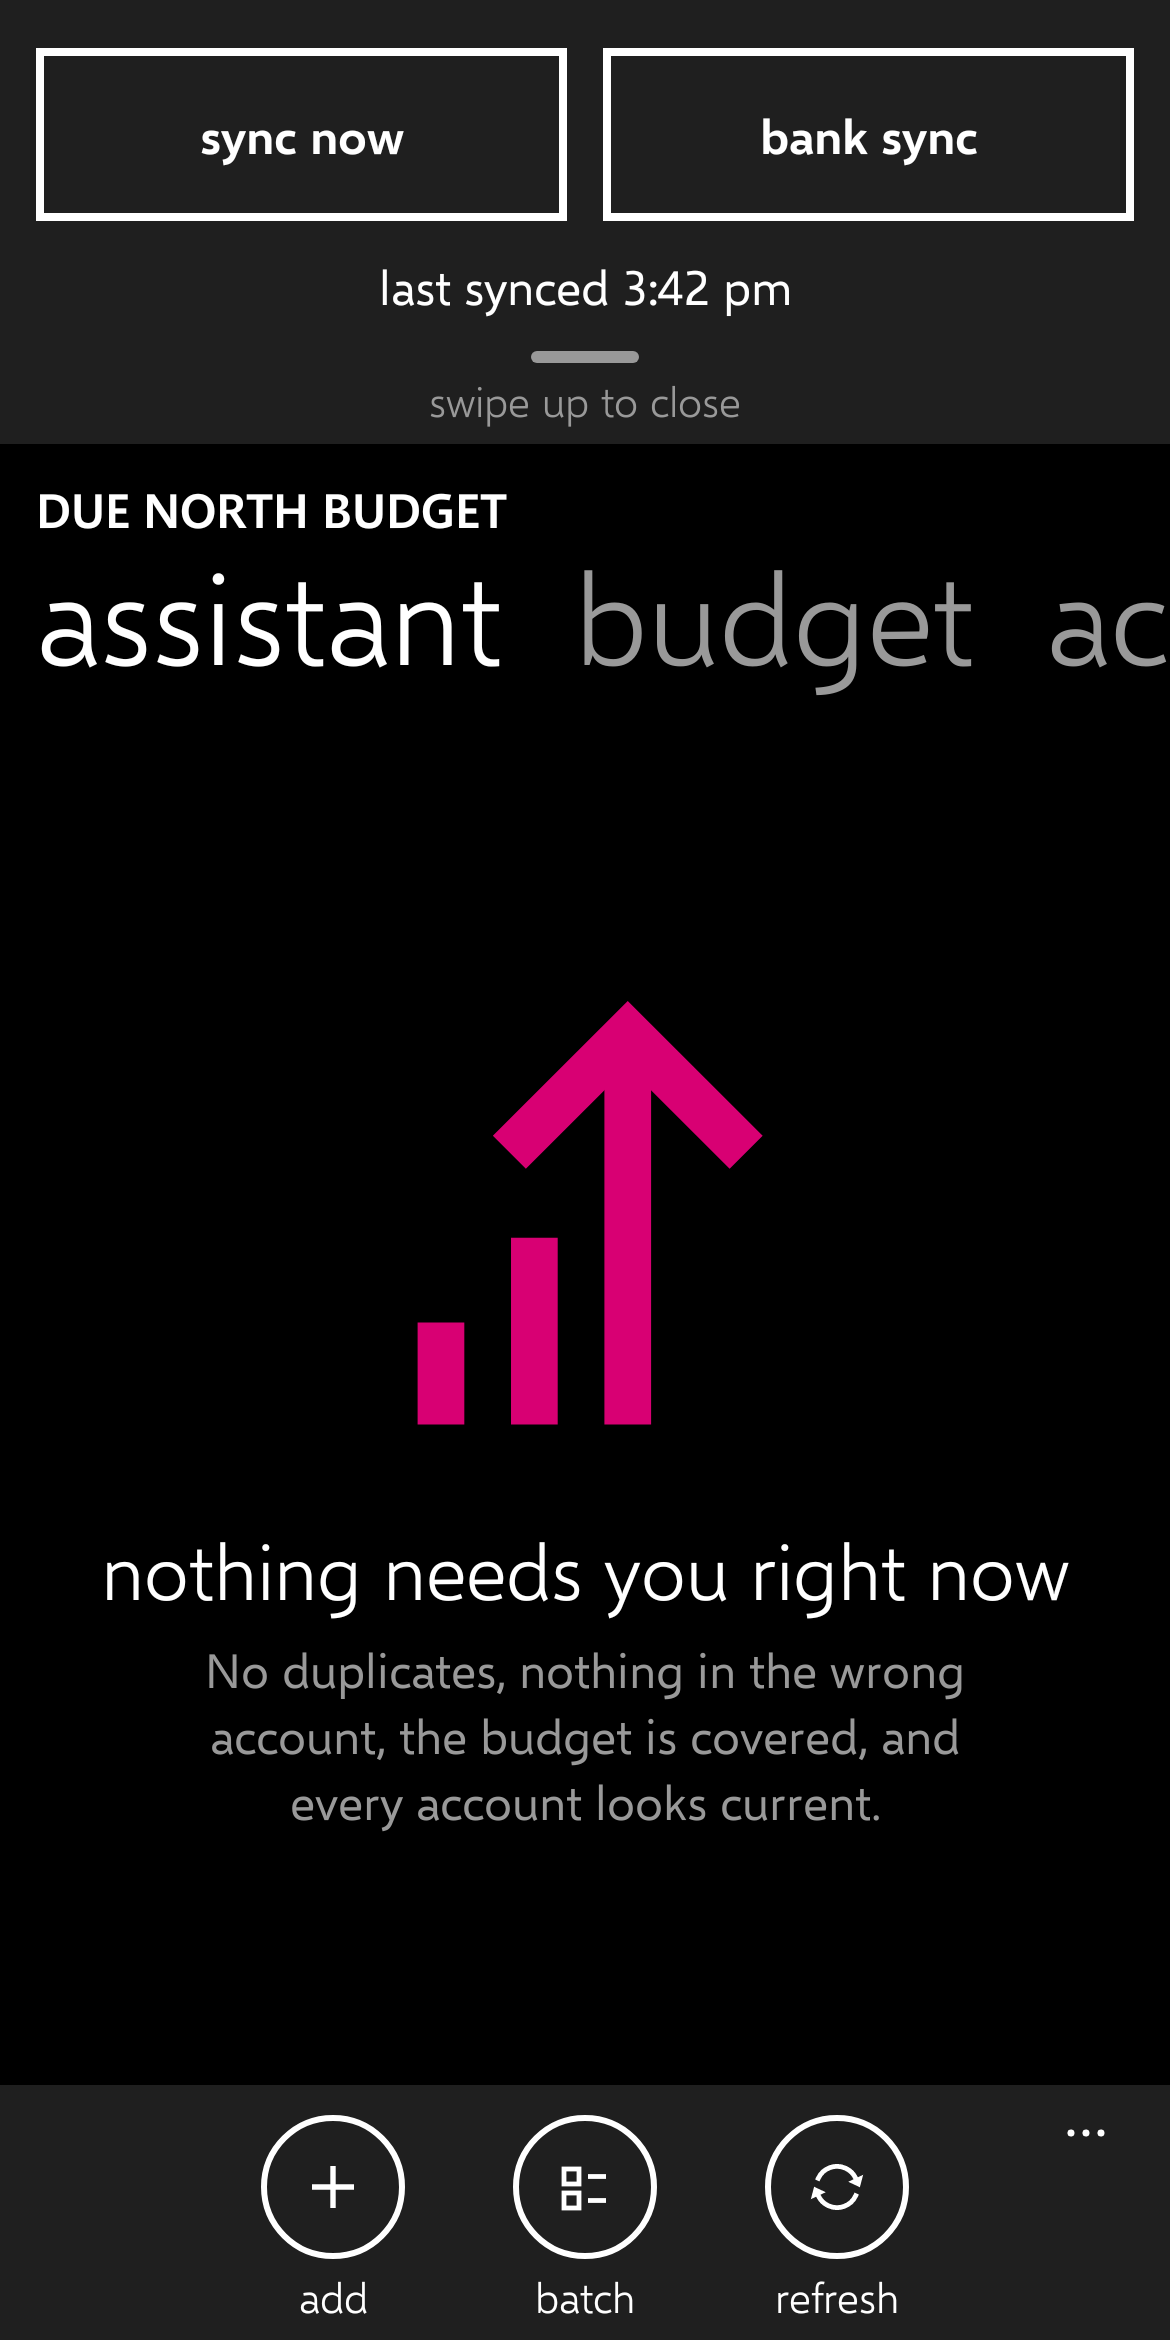 sync now
bank sync
last synced 3:42 pm
swipe up to close
DUE NORTH BUDGET
assistant budget ac
nothing needs you right now
No duplicates, nothing in the wrong
account, the budget is covered, and
every account looks current.
...
add
batch
refresh